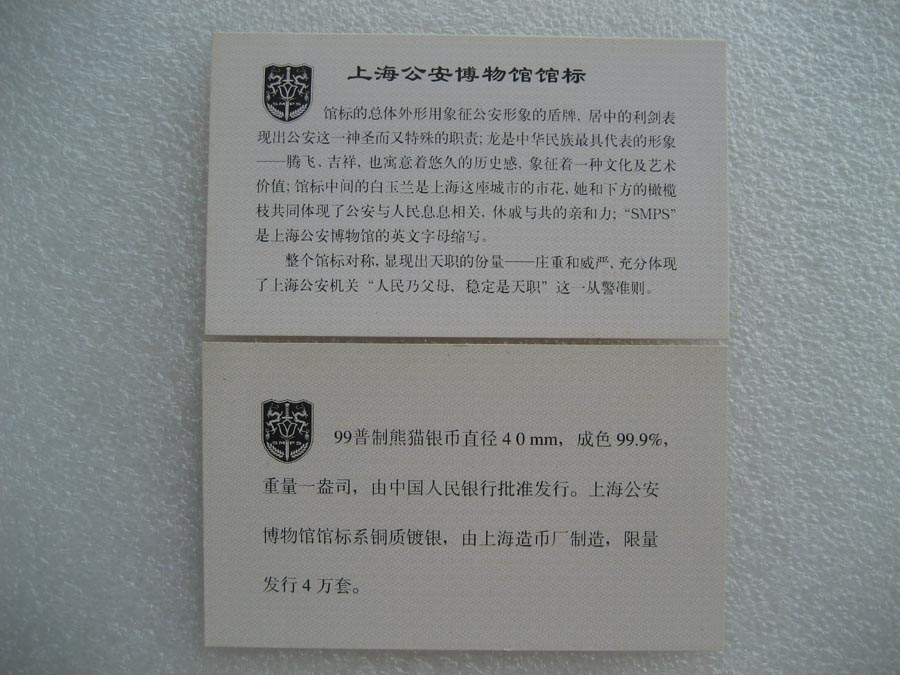 SMPS
上海公安博物馆馆标
馆标的总体外形用象征公安形象的盾牌，居中的利剑表
现出公安这一神圣而又特殊的职责；龙是中华民族最具代表的形象
——腾飞、吉祥，也寓意着悠久的历史感，象征着一种文化及艺术
价值；馆标中间的白玉兰是上海这座城市的市花，她和下方的橄榄
枝共同体现了公安与人民息息相关，休戚与共的亲和力；“SMPS”
是上海公安博物馆的英文字母缩写。
整个馆标对称，显现出天职的份量——庄重和威严，充分体现
了上海公安机关“人民乃父母，稳定是天职”这一从警准则。
SMPS
99普制熊猫银币直径40mm，成色99.9%，
重量一盎司，由中国人民银行批准发行。上海公安
博物馆馆标系铜质镀银，由上海造币厂制造，限量
发行4万套。